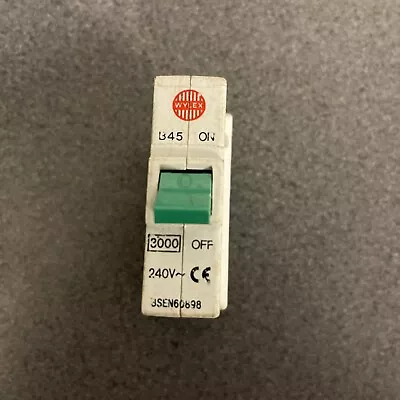 WYLEX
B45 ON
3000 OFF
240V~ CE
BSEN60898